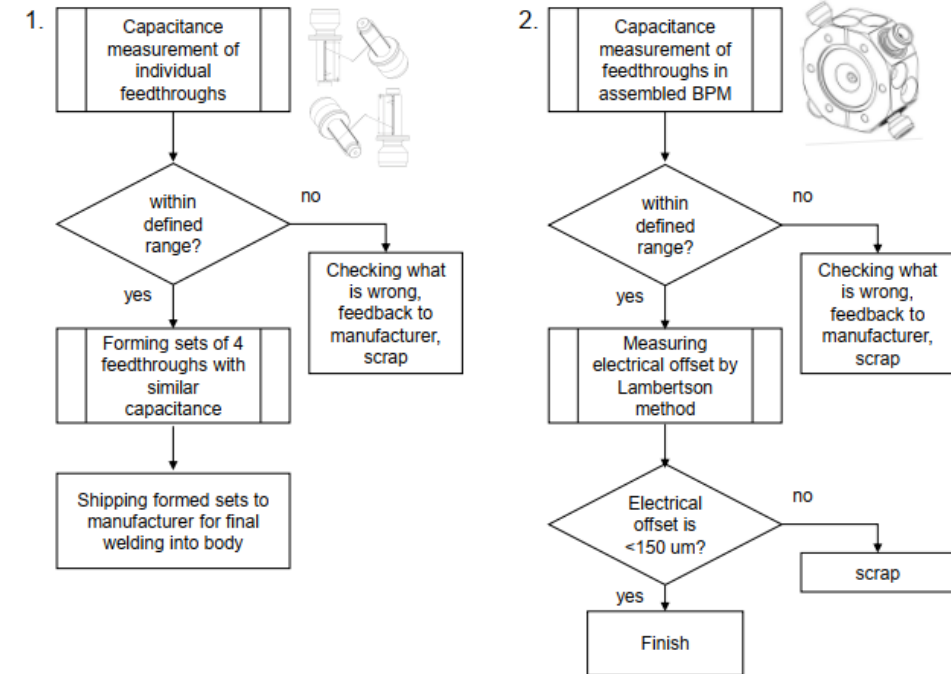 1.
Capacitance
measurement of
individual
feedthroughs
within
defined
range?
no
Checking what
is wrong,
feedback to
manufacturer,
scrap
yes
Forming sets of 4
feedthroughs with
similar
capacitance
Shipping formed sets to
manufacturer for final
welding into body
2.
Capacitance
measurement of
feedthroughs in
assembled BPM
within
defined
range?
no
Checking what
is wrong,
feedback to
manufacturer,
scrap
yes
Measuring
electrical offset by
Lambertson
method
Electrical
offset is
<150 um?
no
scrap
yes
Finish